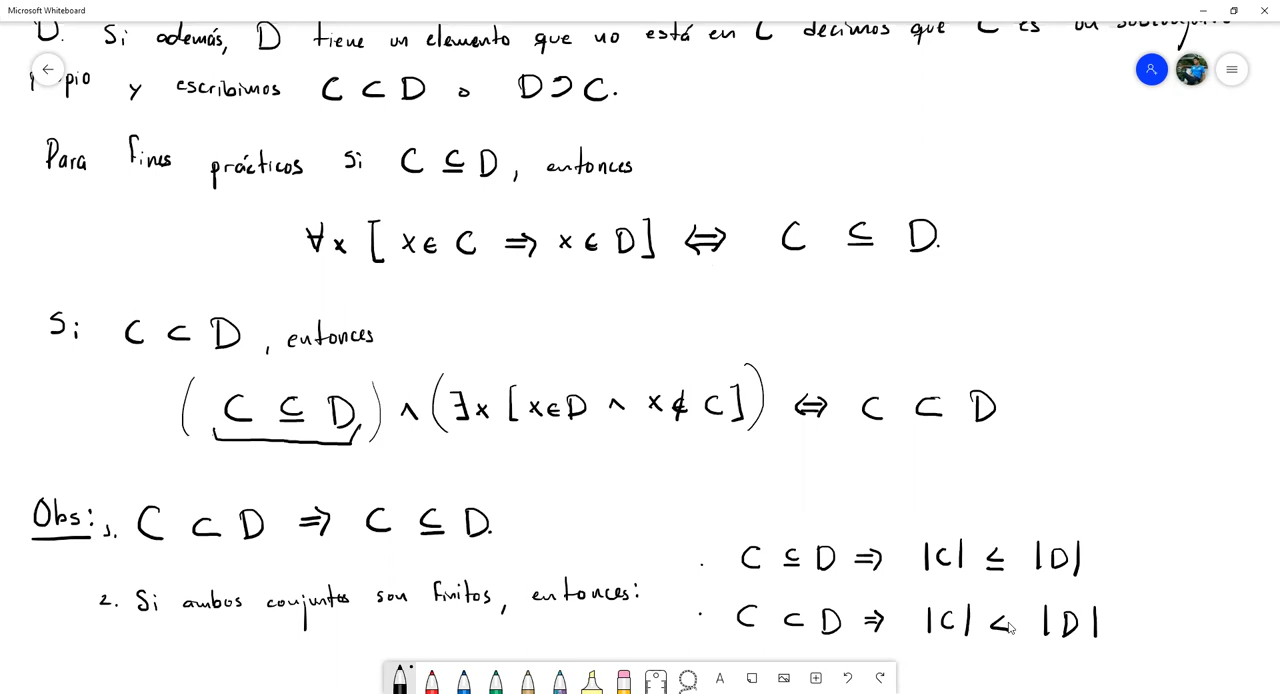 Microsoft Whiteboard
D. Si además, D tiene un elemento que no está en C decimos que C es un
y escribimos C ⊂ D o D ⊃ C.
Para fines prácticos si C ⊆ D, entonces
∀x [x ∈ C ⇒ x ∈ D] ⇔ C ⊆ D.
Si C ⊂ D, entonces
(C ⊆ D) ∧ (∃x [x ∈ D ∧ x ∉ C]) ⇔ C ⊂ D
Obs: 1. C ⊂ D ⇒ C ⊆ D.
2. Si ambos conjuntos son finitos, entonces:
· C ⊆ D ⇒ |C| ≤ |D|
· C ⊂ D ⇒ |C| < |D|
A